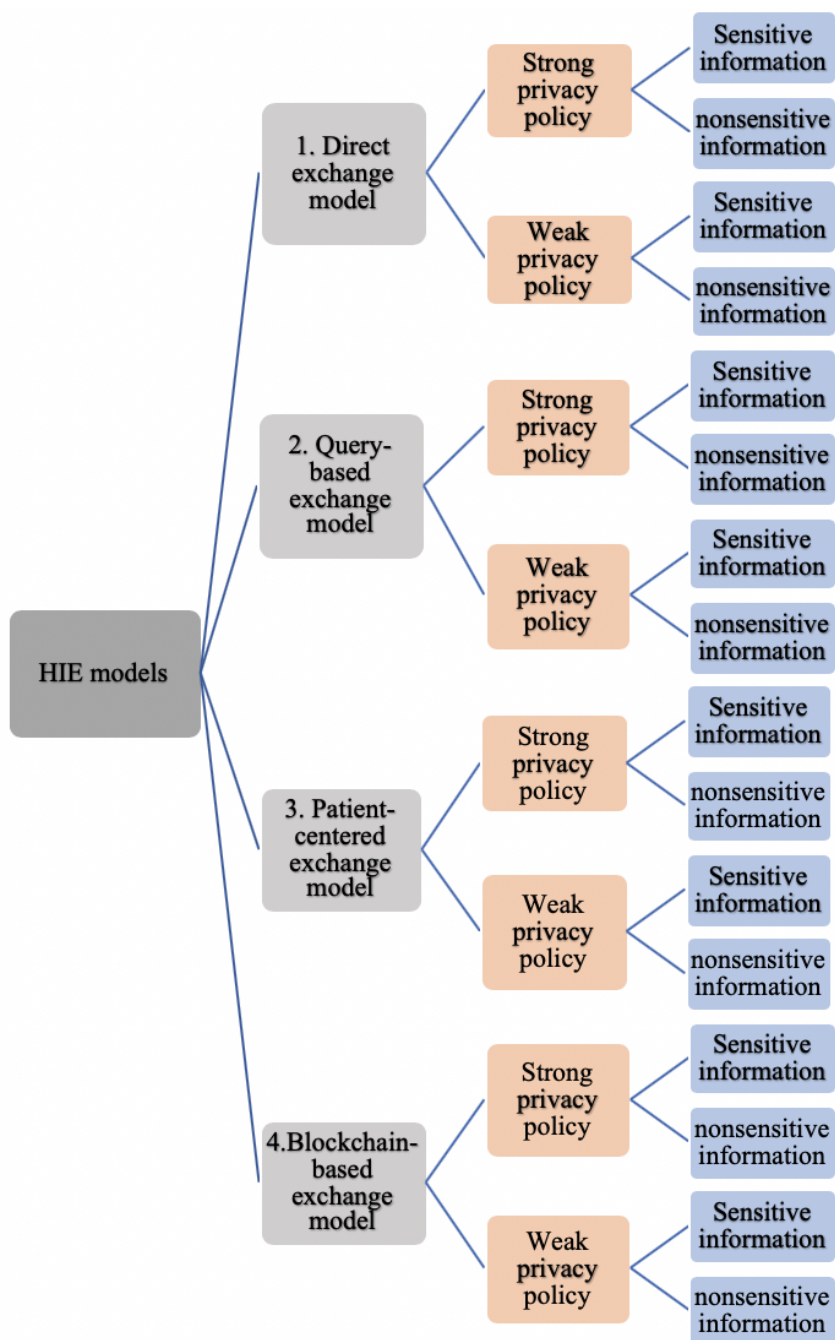 HIE models
1. Direct
exchange
model
Strong
privacy
policy
Sensitive
information
nonsensitive
information
Weak
privacy
policy
Sensitive
information
nonsensitive
information
2. Query-
based
exchange
model
Strong
privacy
policy
Sensitive
information
nonsensitive
information
Weak
privacy
policy
Sensitive
information
nonsensitive
information
3. Patient-
centered
exchange
model
Strong
privacy
policy
Sensitive
information
nonsensitive
information
Weak
privacy
policy
Sensitive
information
nonsensitive
information
4.Blockchain-
based
exchange
model
Strong
privacy
policy
Sensitive
information
nonsensitive
information
Weak
privacy
policy
Sensitive
information
nonsensitive
information